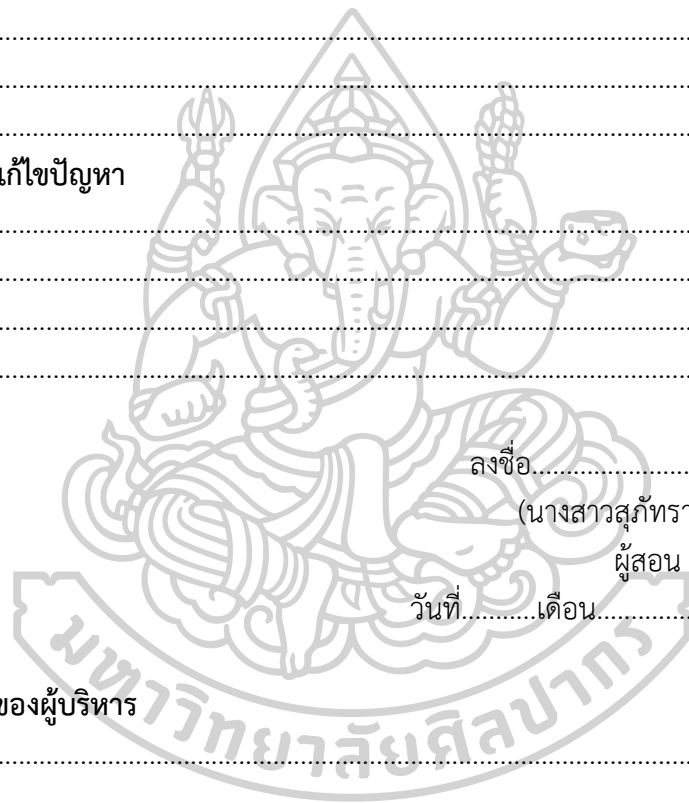 ................................................................................................
................................................................................................
................................................................................................
แก้ไขปัญหา
................................................................................................
................................................................................................
................................................................................................
................................................................................................
ลงชื่อ.......................
(นางสาวสุภัทรา
ผู้สอน
วันที่...........เดือน..............
มหาวิทยาลัยศิลปากร
ของผู้บริหาร
................................................................................................